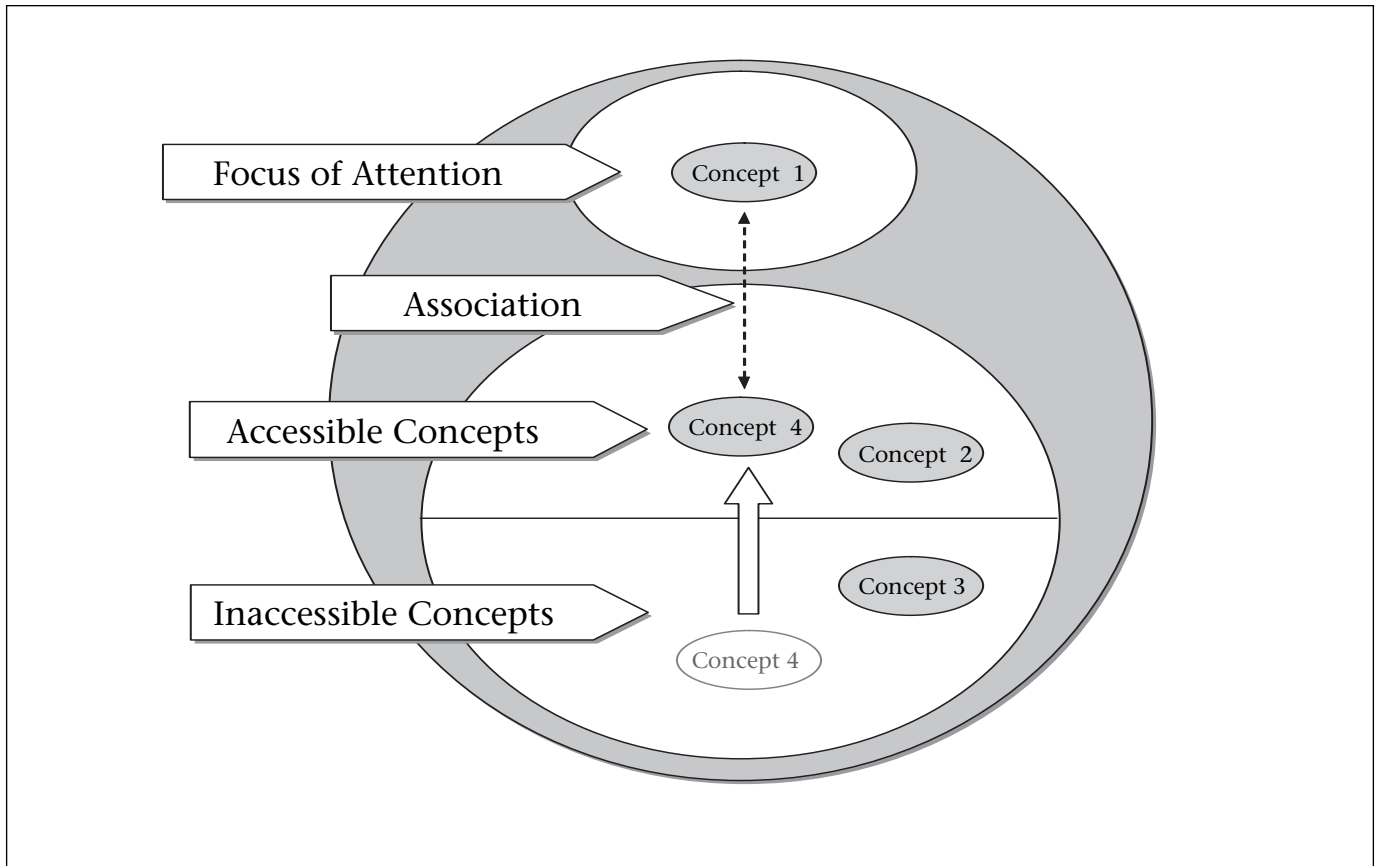 Focus of Attention
Concept 1
Association
Accessible Concepts
Concept 4
Concept 2
Inaccessible Concepts
Concept 3
Concept 4